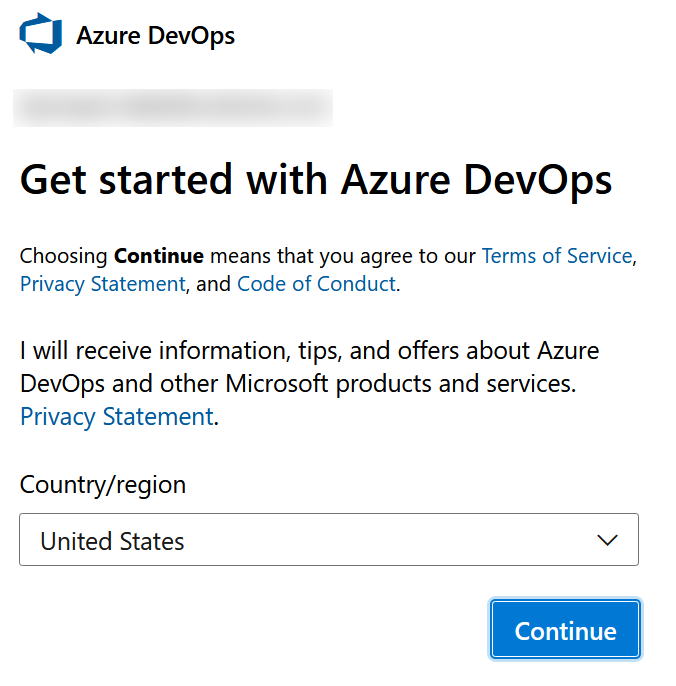 Azure DevOps
Get started with Azure DevOps
Choosing Continue means that you agree to our Terms of Service,
Privacy Statement, and Code of Conduct.
I will receive information, tips, and offers about Azure
DevOps and other Microsoft products and services.
Privacy Statement.
Country/region
United States
Continue